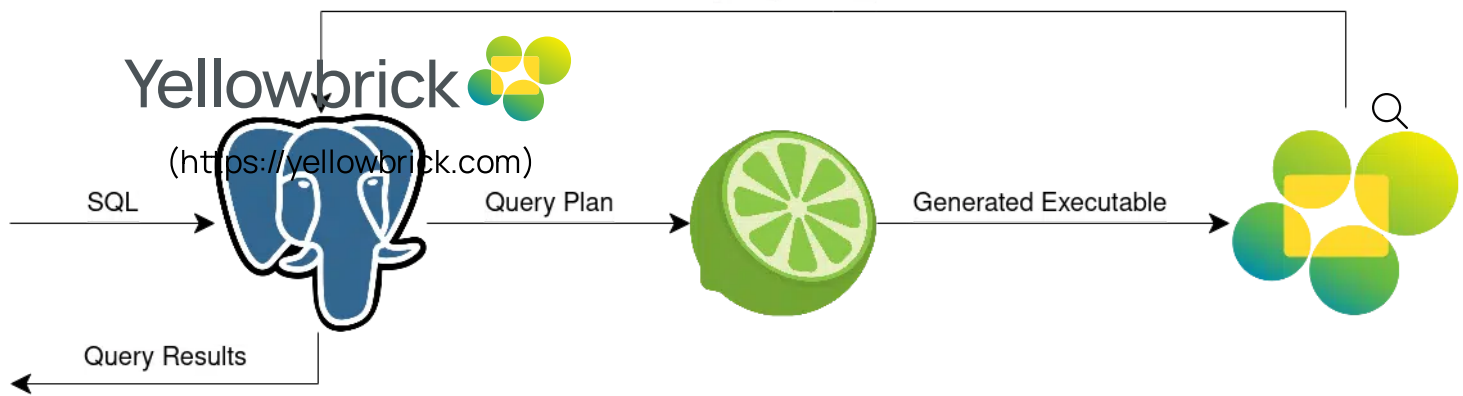 Yellowbrick
(https://yellowbrick.com)
SQL
Query Plan
Generated Executable
Query Results